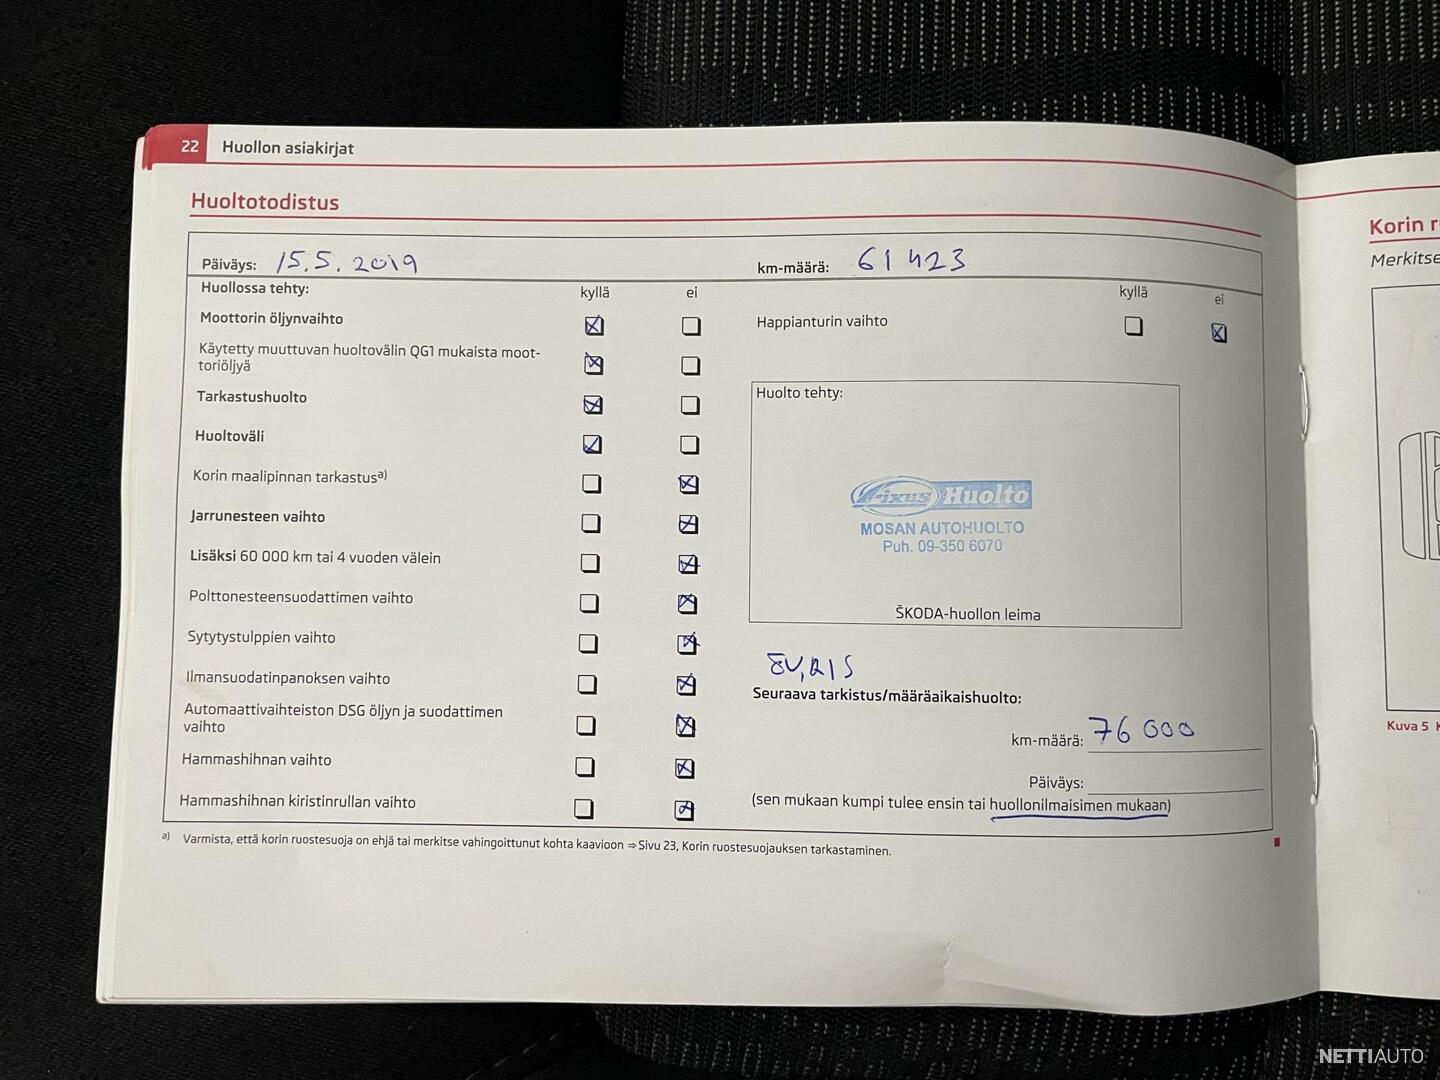 22 Huollon asiakirjat
Huoltotodistus
Päiväys: 15.5.2019
km-määrä: 61 423
Huollossa tehty: kyllä ei
kyllä ei
Moottorin öljynvaihto
Happianturin vaihto
Käytetty muuttuvan huoltovälin QG1 mukaista moot-
toriöljyä
Tarkastushuolto
Huoltoväli
Korin maalipinnan tarkastusa)
Jarrunesteen vaihto
Lisäksi 60 000 km tai 4 vuoden välein
Polttonesteensuodattimen vaihto
Sytytystulppien vaihto
Ilmansuodatinpanoksen vaihto
Automaattivaihteiston DSG öljyn ja suodattimen
vaihto
Hammashihnan vaihto
Hammashihnan kiristinrullan vaihto
Huolto tehty:
Fixus Huolto
MOSAN AUTOHUOLTO
Puh. 09-350 6070
ŠKODA-huollon leima
Seuraava tarkistus/määräaikaishuolto:
km-määrä: 76 000
Päiväys:
(sen mukaan kumpi tulee ensin tai huollonilmaisimen mukaan)
a) Varmista, että korin ruostesuoja on ehjä tai merkitse vahingoittunut kohta kaavioon ⇒ Sivu 23, Korin ruostesuojauksen tarkastaminen.
Korin
Merkitse
Kuva 5
NETTIAUTO